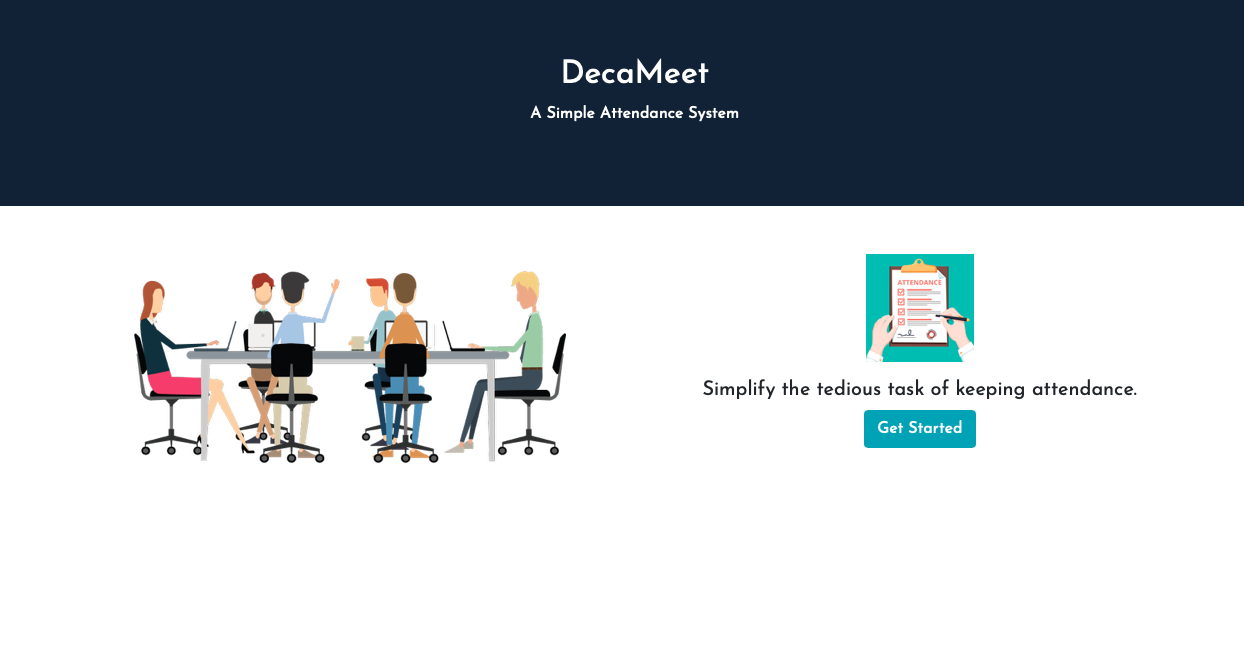 DecaMeet
A Simple Attendance System
ATTENDANCE
Simplify the tedious task of keeping attendance.
Get Started